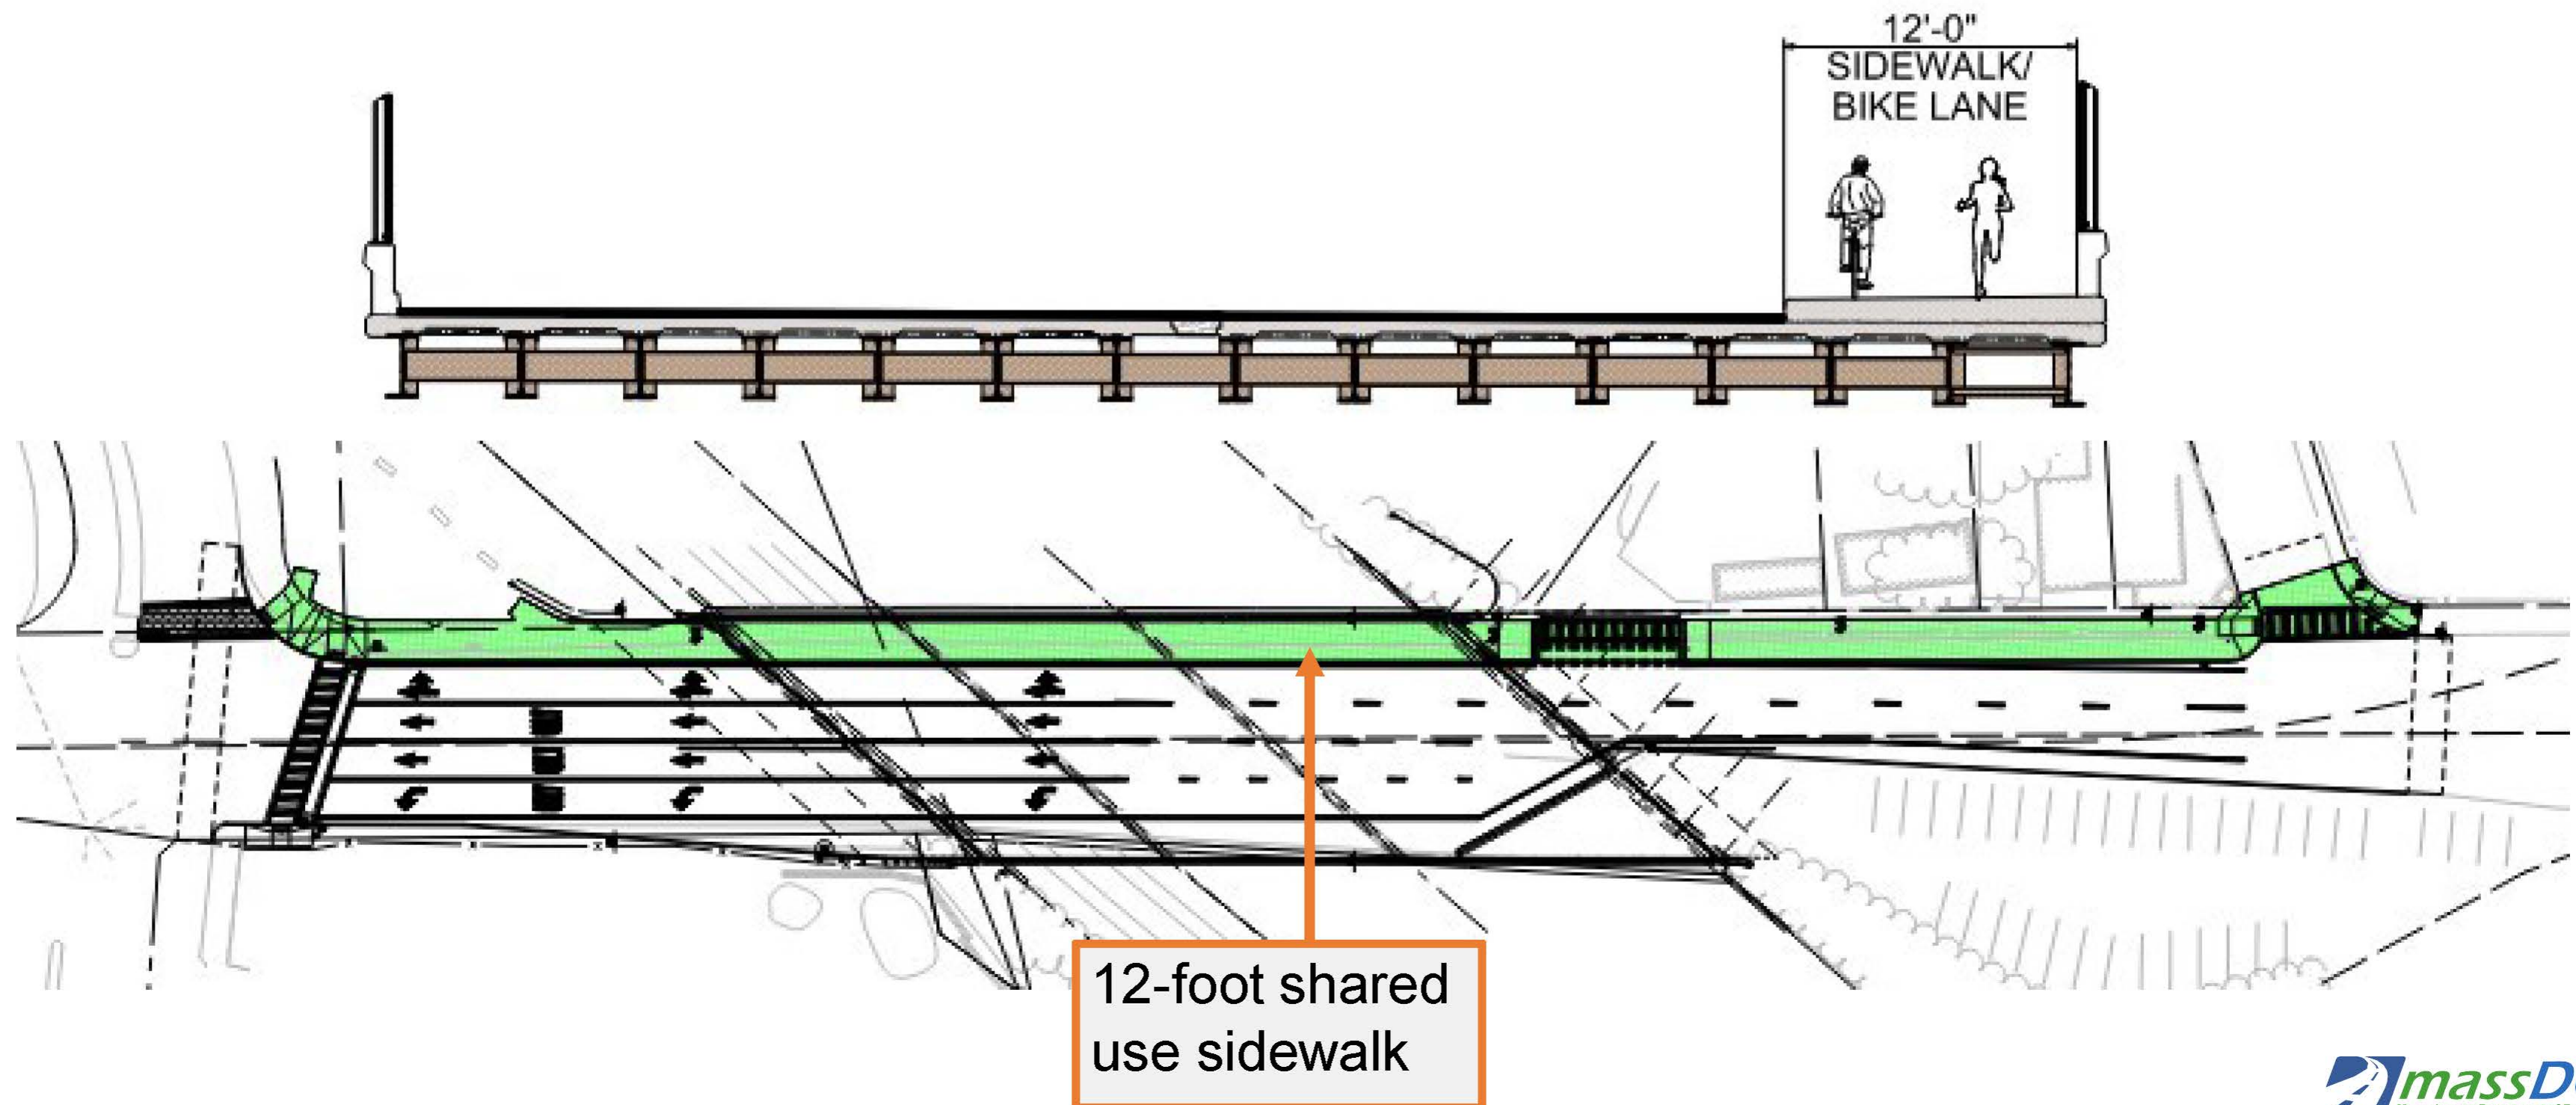 12'-0"
SIDEWALK/
BIKE LANE
12-foot shared
use sidewalk
massD